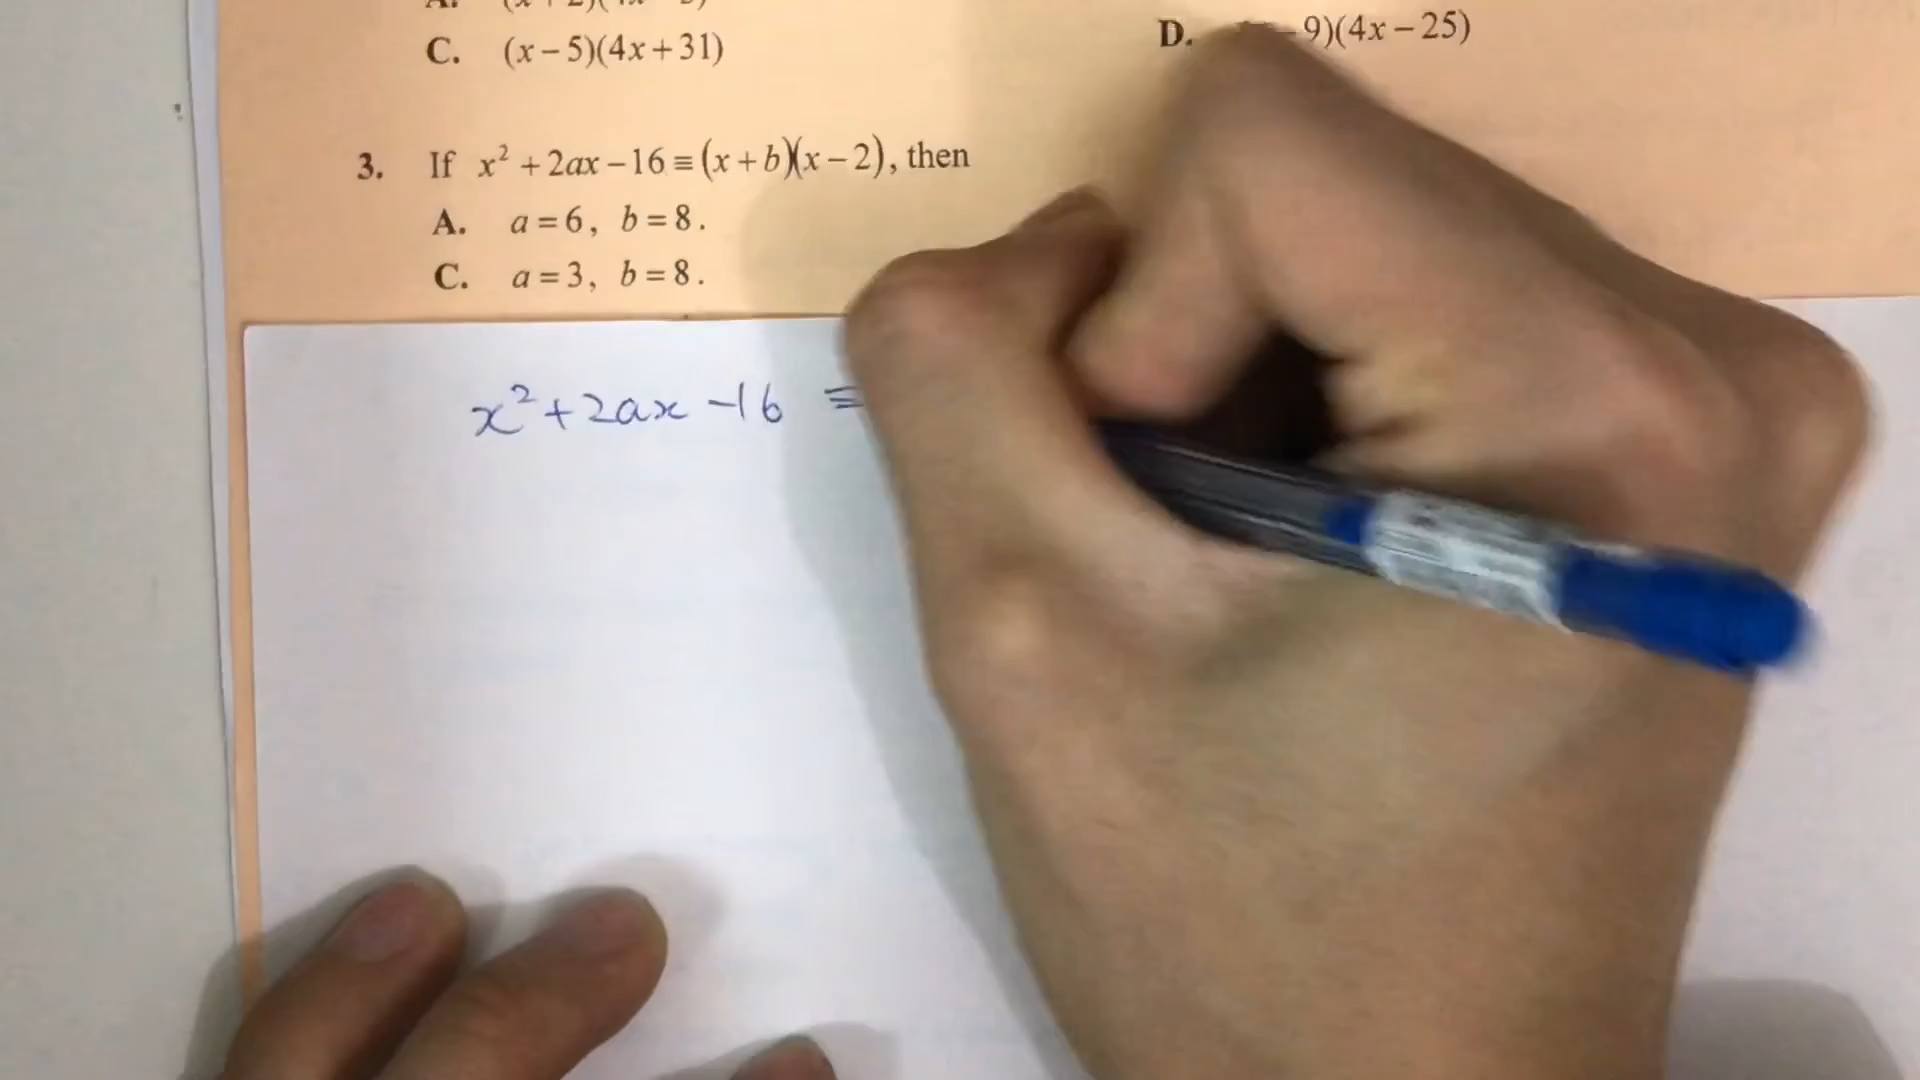 C. (x – 5)(4x + 31)
D. – 9)(4x – 25)
3. If x² + 2ax – 16 ≡ (x + b)(x – 2), then
A. a = 6, b = 8.
C. a = 3, b = 8.
x² + 2ax – 16 ≡